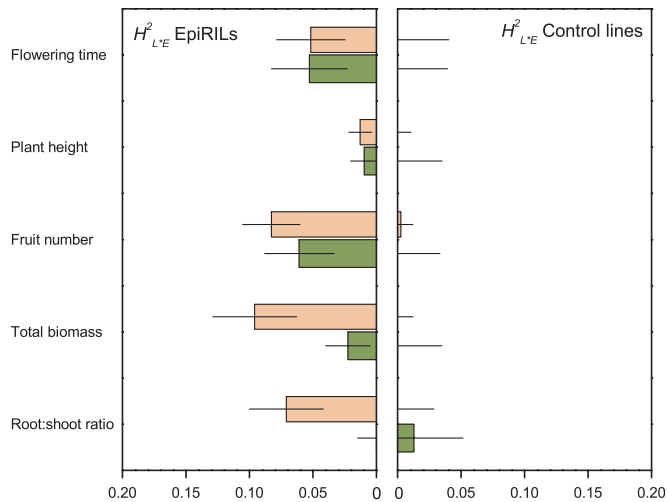 H²L*E EpiRILs
H²L*E Control lines
Flowering time
Plant height
Fruit number
Total biomass
Root:shoot ratio
0.20 0.15 0.10 0.05 0 0 0.05 0.10 0.15 0.20